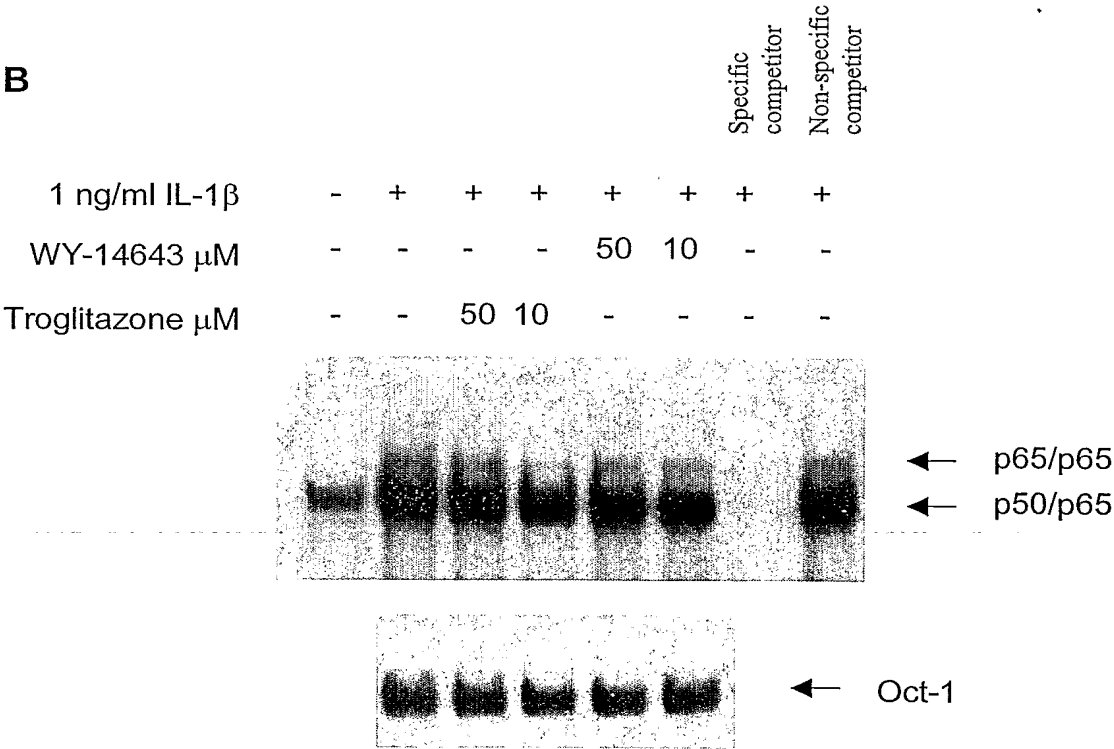 B
Specific competitor
Non-specific competitor
1 ng/ml IL-1β - + + + + + + +
WY-14643 μM - - - - 50 10 - -
Troglitazone μM - - 50 10 - - - -
p65/p65
p50/p65
Oct-1